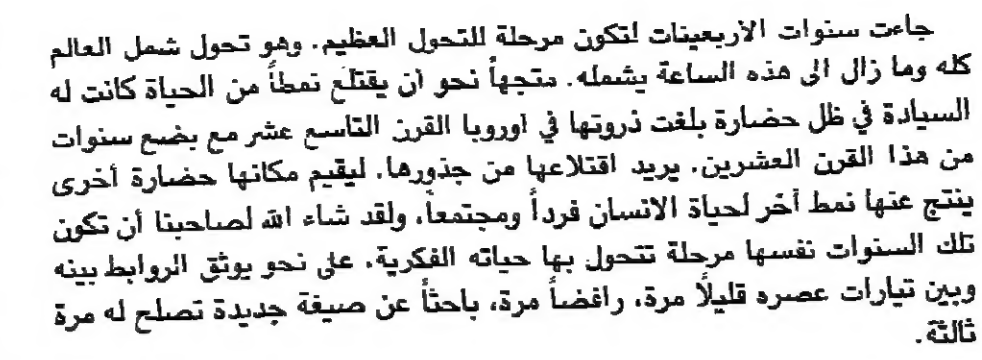 جاءت سنوات الأربعينات لتكون مرحلة للتحول العظيم. وهو تحول شمل العالم
كله وما زال الى هذه الساعة يشمله. متجهاً نحو أن يقتلع نمطاً من الحياة كانت له
السيادة في ظل حضارة بلغت ذروتها في اوروبا القرن التاسع عشر مع بضع سنوات
من هذا القرن العشرين. يريد اقتلاعها من جذورها. ليقيم مكانها حضارة أخرى
ينتج عنها نمط أخر لحياة الانسان فرداً ومجتمعاً، ولقد شاء الله لصاحبنا أن تكون
تلك السنوات نفسها مرحلة تتحول بها حياته الفكرية، على نحو يوثق الروابط بينه
وبين تيارات عصره قليلًا مرة، رافضاً مرة، باحثاً عن صيغة جديدة تصلح له مرة
ثالثة.